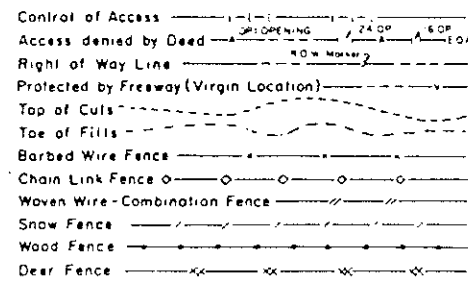 Control of Access
Access denied by Deed OR|OPENING 24 OP 16 OP EOA
Right of Way Line R.O.W. Marker
Protected by Freeway (Virgin Location)
Top of Cuts
Toe of Fills
Barbed Wire Fence
Chain Link Fence
Woven Wire - Combination Fence
Snow Fence
Wood Fence
Deer Fence